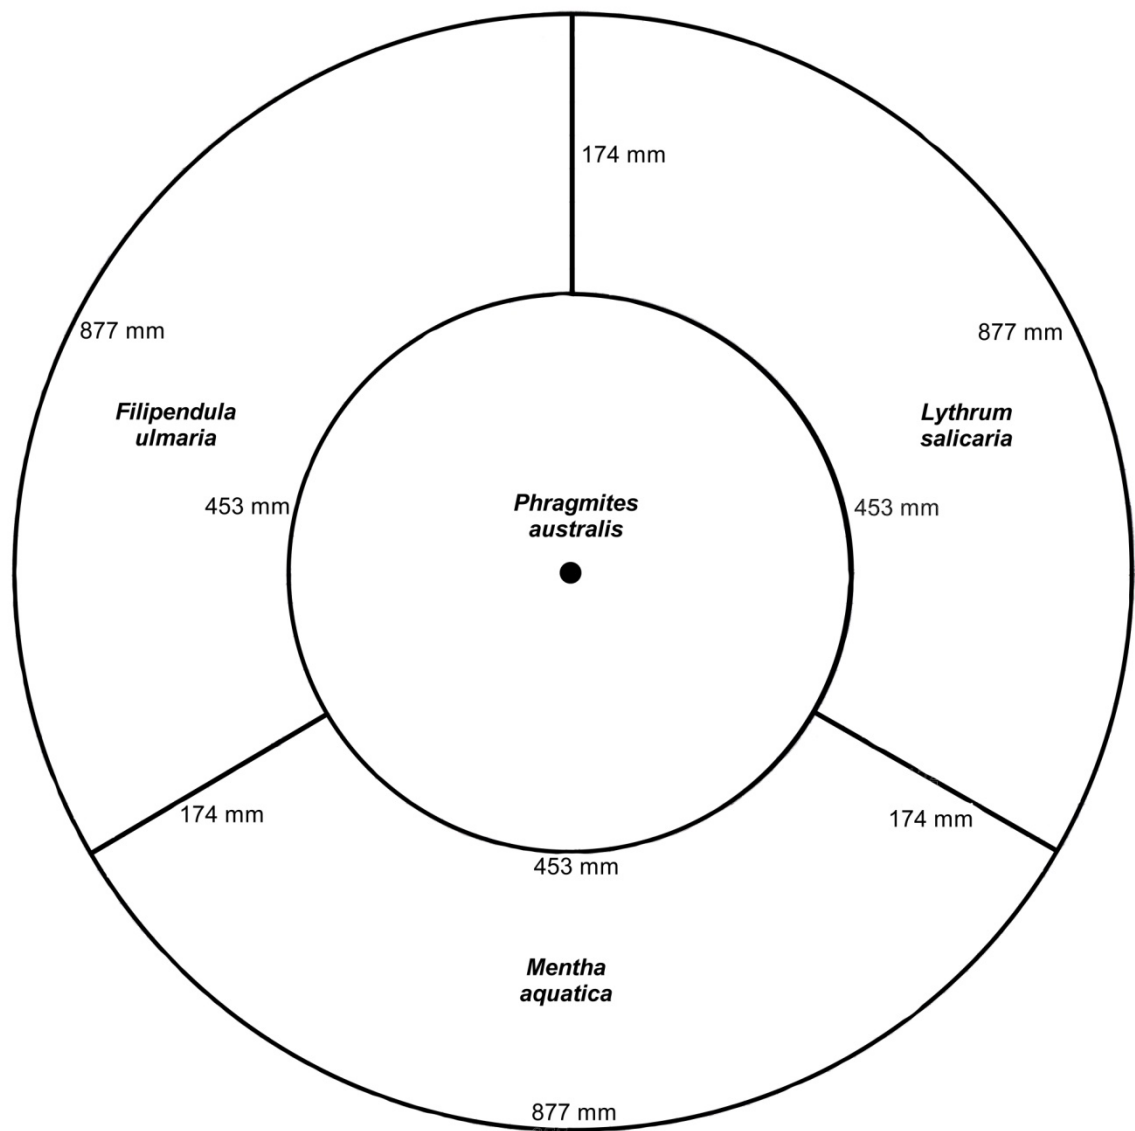 174 mm
877 mm
877 mm
Filipendula
ulmaria
Lythrum
salicaria
453 mm
Phragmites
australis
453 mm
174 mm
174 mm
453 mm
Mentha
aquatica
877 mm